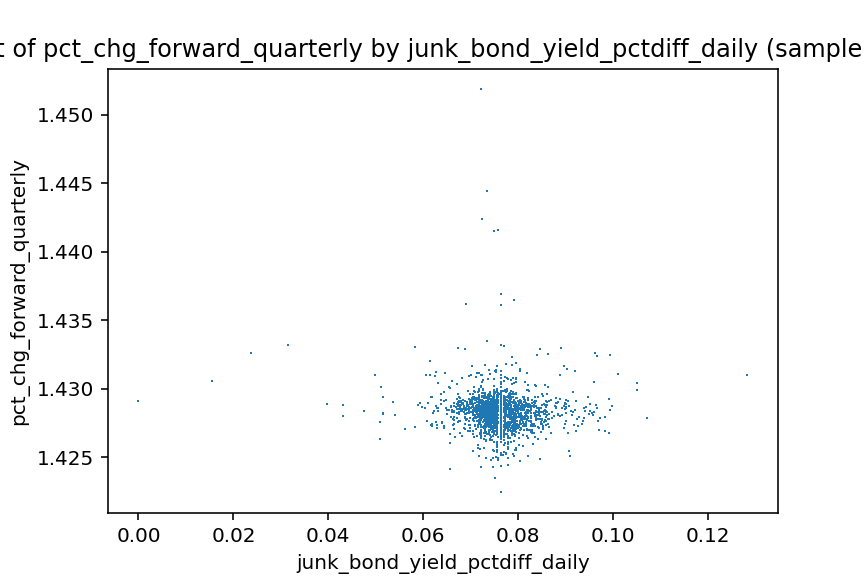 of pct_chg_forward_quarterly by junk_bond_yield_pctdiff_daily (sample
1.450
1.445
1.440
1.435
1.430
1.425
pct_chg_forward_quarterly
0.00 0.02 0.04 0.06 0.08 0.10 0.12
junk_bond_yield_pctdiff_daily